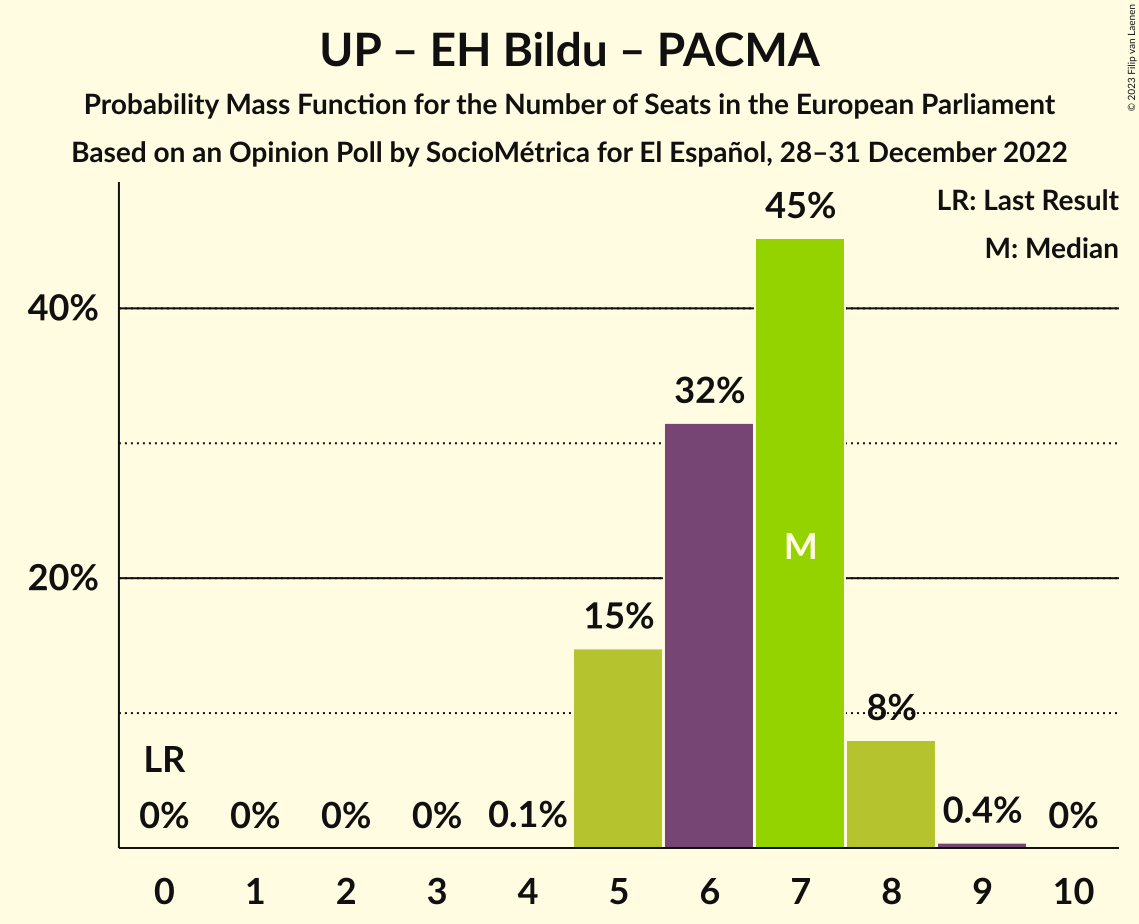 UP – EH Bildu – PACMA
Probability Mass Function for the Number of Seats in the European Parliament
Based on an Opinion Poll by SocioMétrica for El Español, 28–31 December 2022
© 2023 Filip van Laenen
LR: Last Result
M: Median
45%
40%
32%
M
20%
15%
8%
LR
0% 0% 0% 0% 0.1% 0.4% 0%
0 1 2 3 4 5 6 7 8 9 10